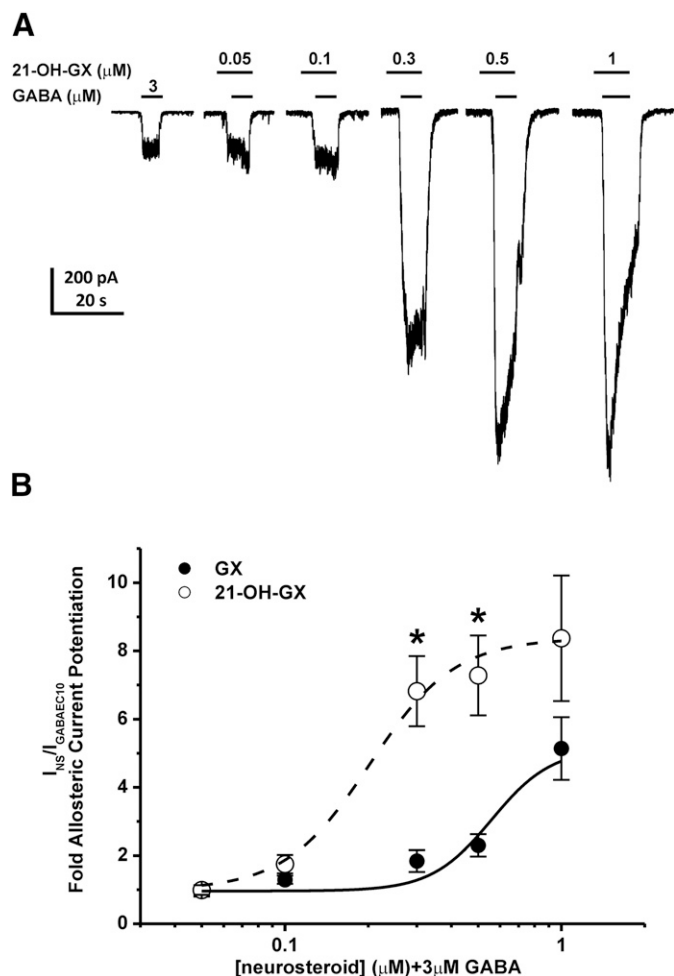 A
0.05 0.1 0.3 0.5 1
21-OH-GX (µM)
GABA (µM) 3
200 pA
20 s
B
GX
21-OH-GX
* *
10
8
6
4
2
0
I_NS/I_GABAEC10
Fold Allosteric Current Potentiation
0.1 1
[neurosteroid] (µM)+3µM GABA